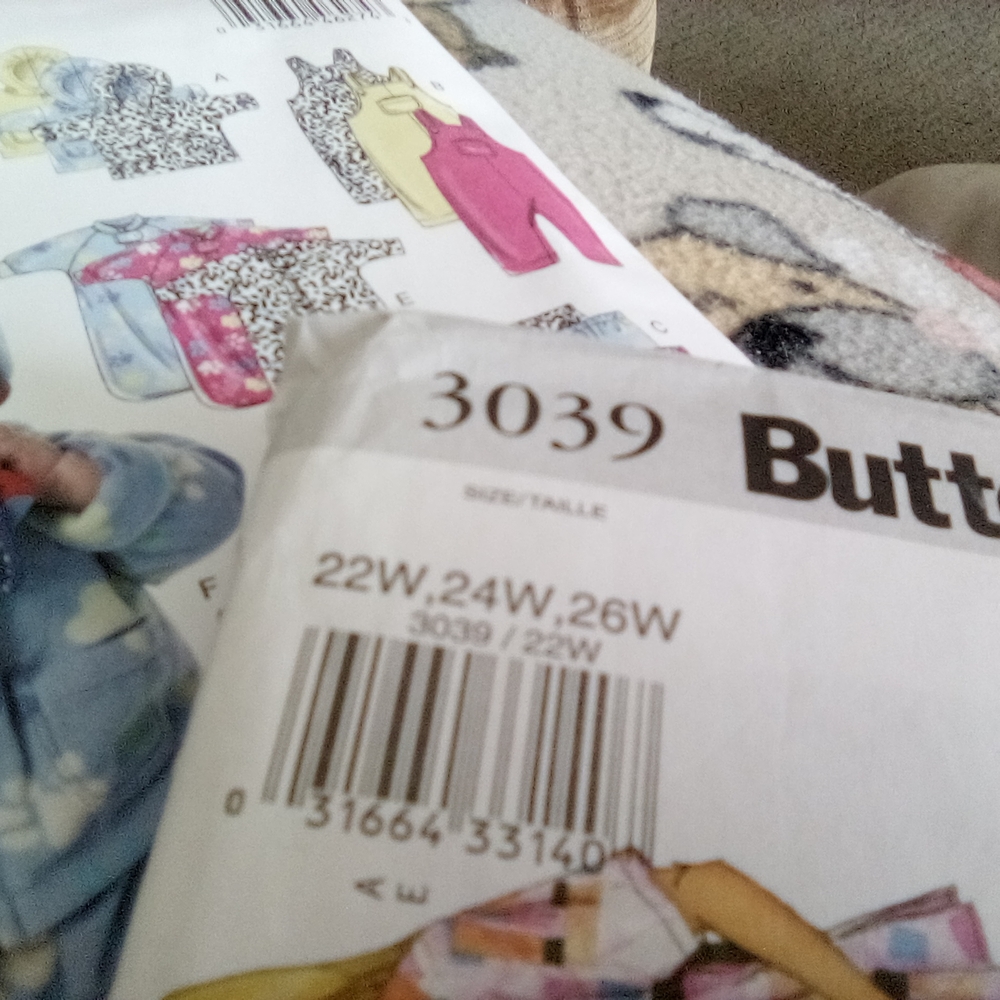 A
B
E
C
F
3039 Butt
SIZE/TAILLE
22W,24W,26W
3039 / 22W
0 31664 33140
A
E